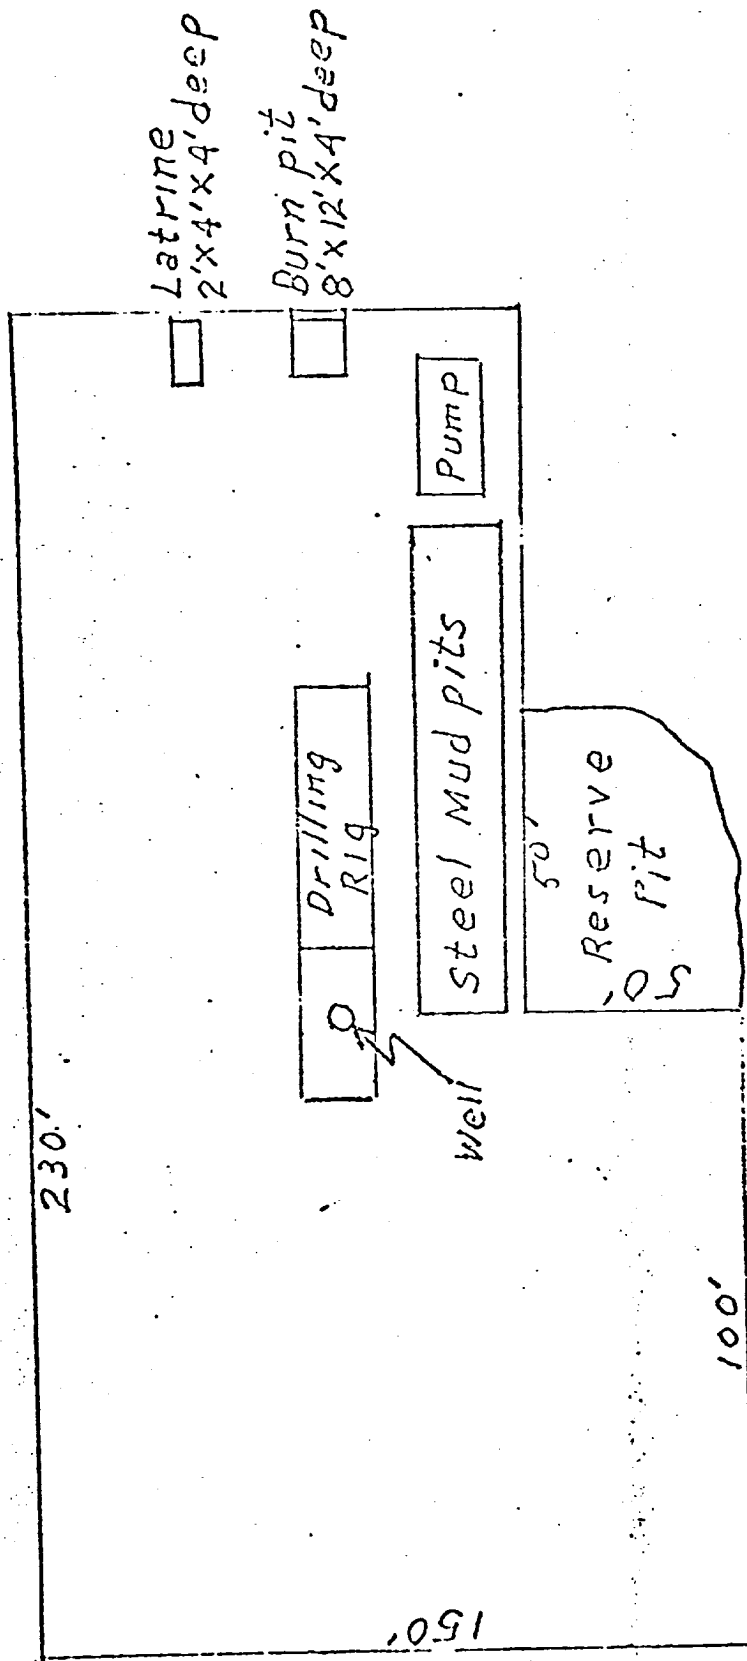 230.'
Latrine
2'x4'x4'deep
Burn pit
8'x12'x4'deep
Drilling
Rig
Well
Pump
Steel Mud pits
50'
Reserve
Pit
50'
150'
100'